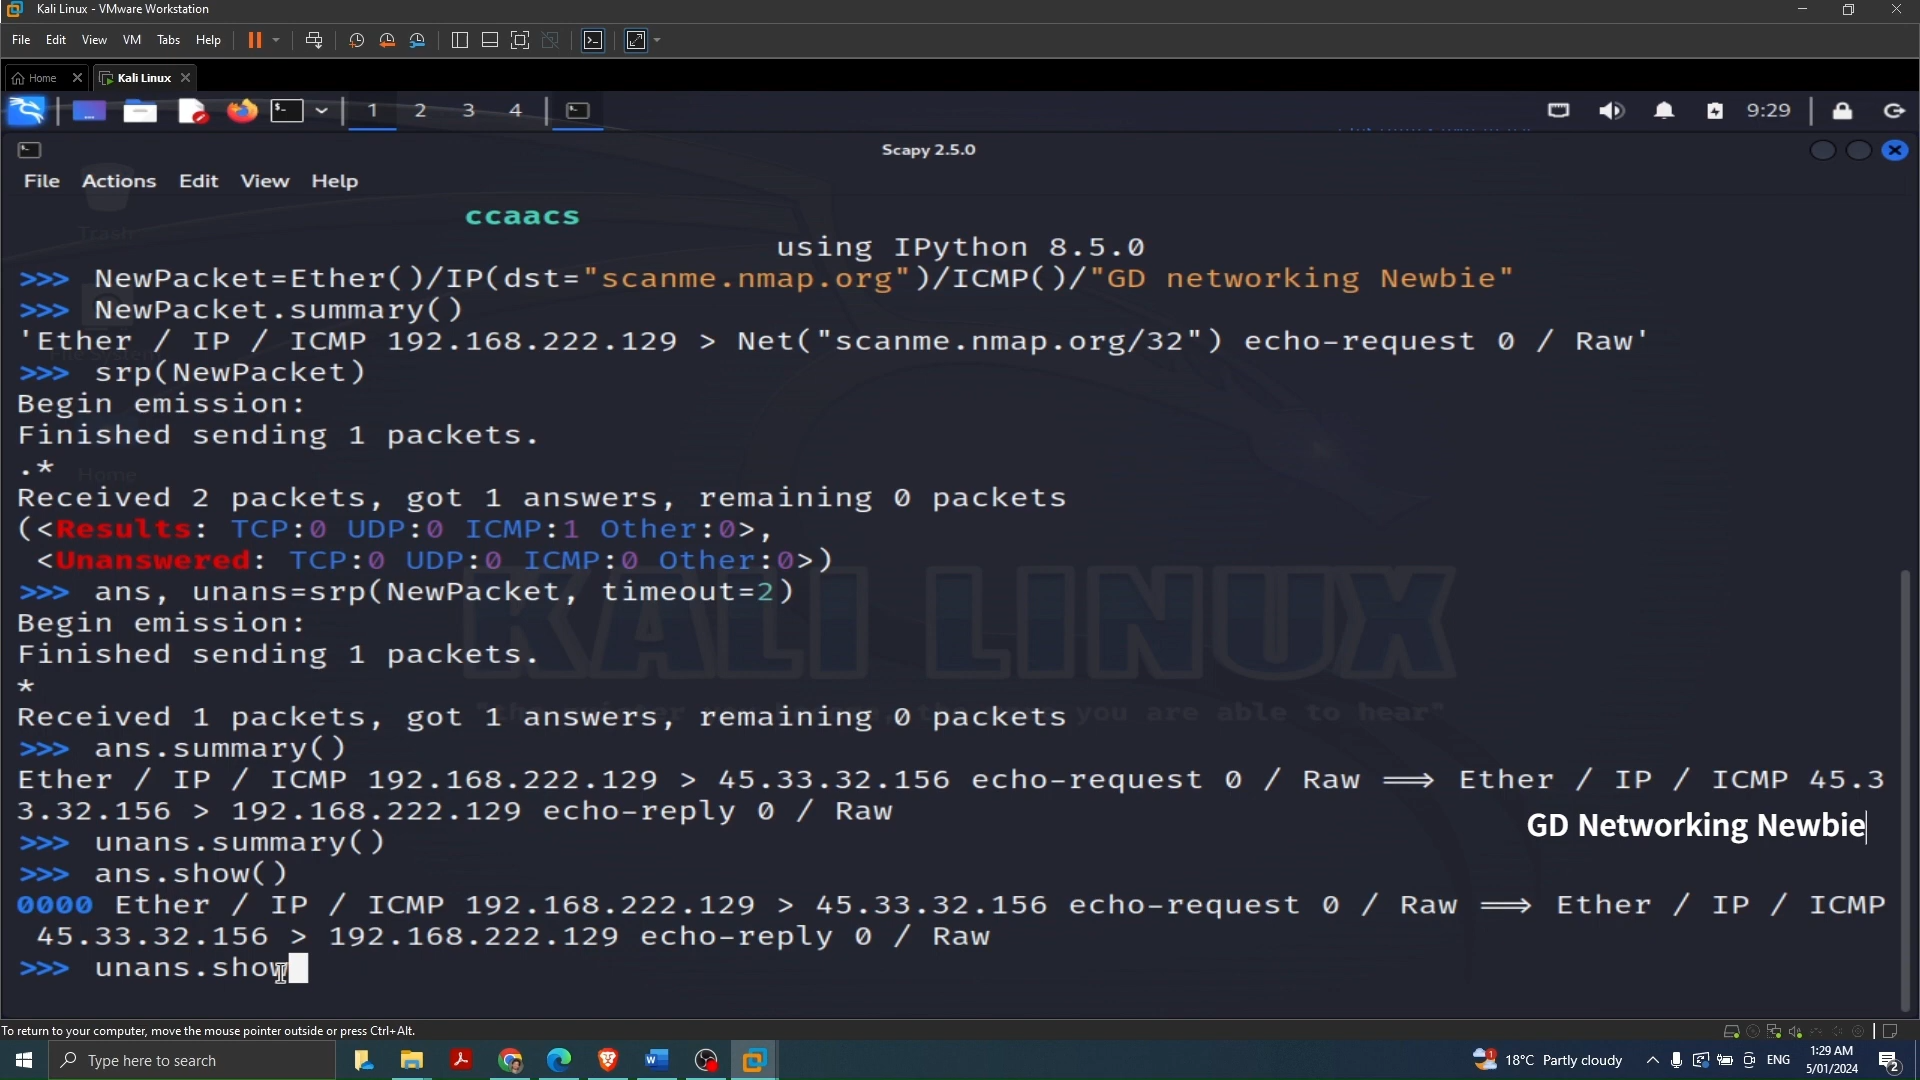 Kali Linux - VMware Workstation
File Edit View VM Tabs Help
Home Kali Linux
1 2 3 4 9:29
Scapy 2.5.0
File Actions Edit View Help
Trash
ccaacs
using IPython 8.5.0
>>> NewPacket=Ether()/IP(dst="scanme.nmap.org")/ICMP()/"GD networking Newbie"
>>> NewPacket.summary()
'Ether / IP / ICMP 192.168.222.129 > Net("scanme.nmap.org/32") echo-request 0 / Raw'
>>> srp(NewPacket)
Begin emission:
Finished sending 1 packets.
.*
Home
Received 2 packets, got 1 answers, remaining 0 packets
(<Results: TCP:0 UDP:0 ICMP:1 Other:0>,
<Unanswered: TCP:0 UDP:0 ICMP:0 Other:0>)
>>> ans, unans=srp(NewPacket, timeout=2)
Begin emission:
KALI LINUX
Finished sending 1 packets.
*
Received 1 packets, got 1 answers, remaining 0 packets
you are able to hear"
>>> ans.summary()
Ether / IP / ICMP 192.168.222.129 > 45.33.32.156 echo-request 0 / Raw ⟹ Ether / IP / ICMP 45.3
3.32.156 > 192.168.222.129 echo-reply 0 / Raw
GD Networking Newbie
>>> unans.summary()
>>> ans.show()
0000 Ether / IP / ICMP 192.168.222.129 > 45.33.32.156 echo-request 0 / Raw ⟹ Ether / IP / ICMP
45.33.32.156 > 192.168.222.129 echo-reply 0 / Raw
>>> unans.show
To return to your computer, move the mouse pointer outside or press Ctrl+Alt.
Type here to search
18°C Partly cloudy
ENG
1:29 AM
5/01/2024
2